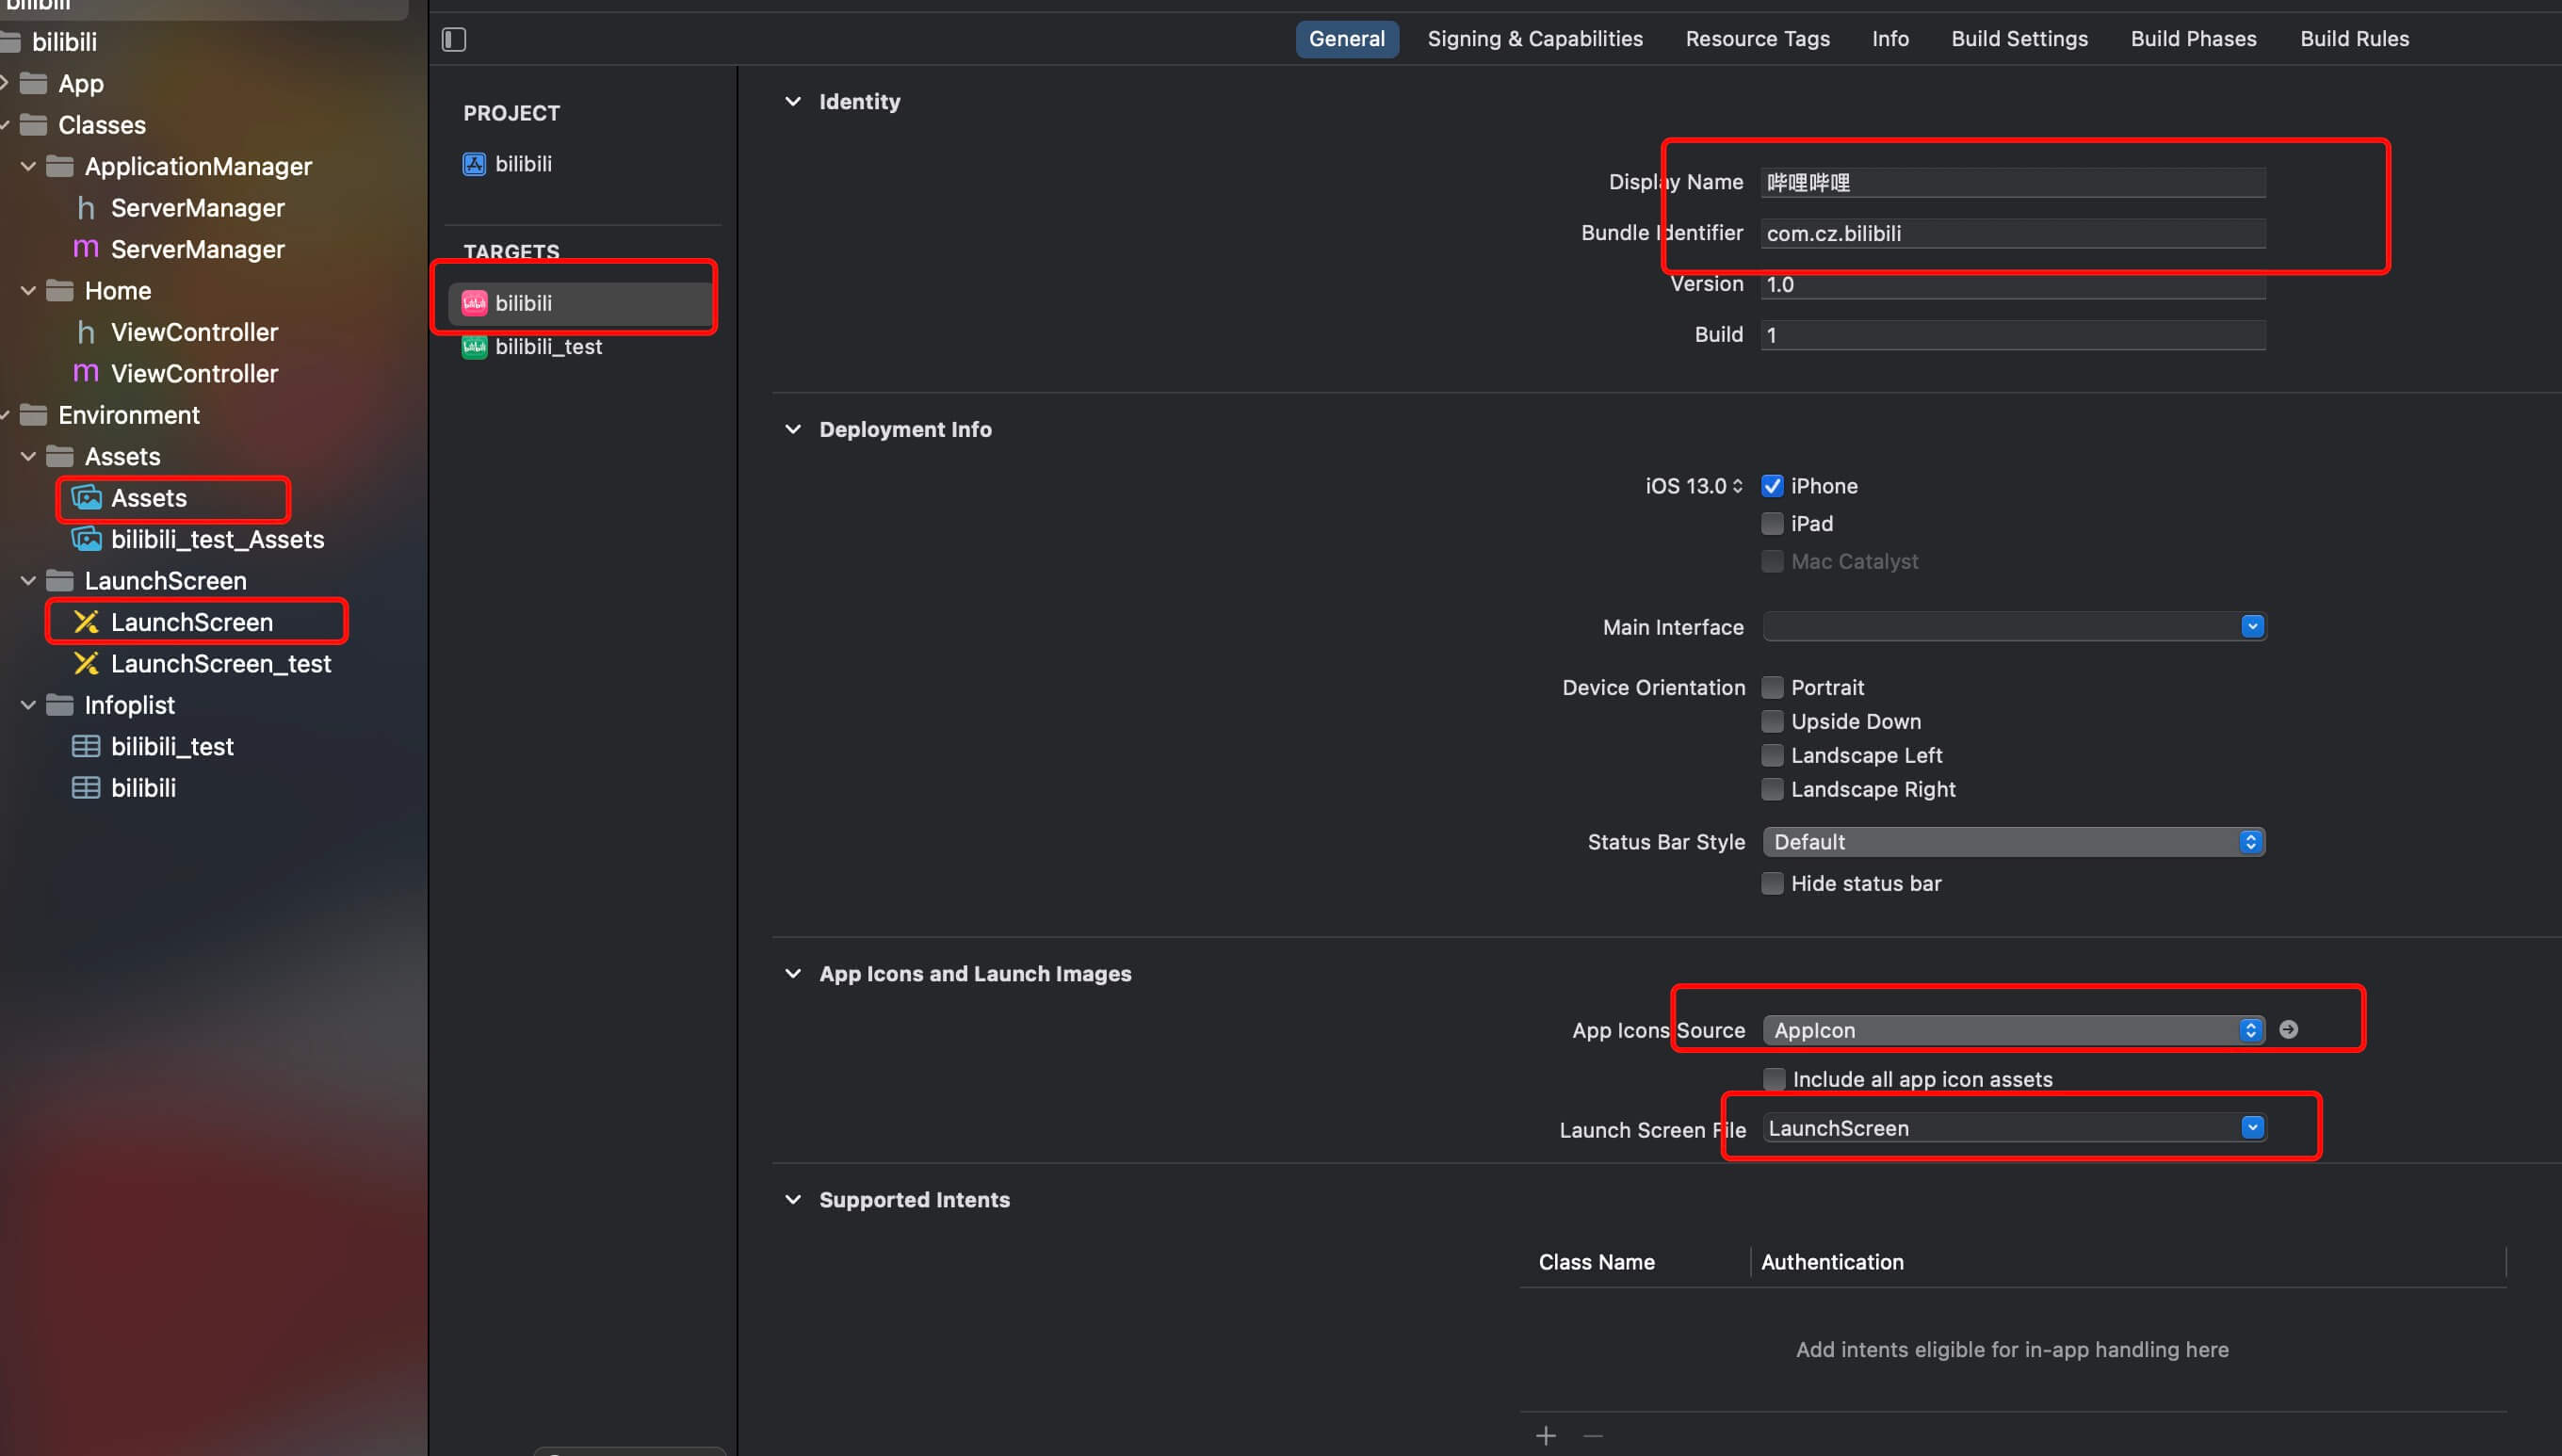 bilibili
bilibili
App
Classes
ApplicationManager
h ServerManager
m ServerManager
Home
h ViewController
m ViewController
Environment
Assets
Assets
bilibili_test_Assets
LaunchScreen
LaunchScreen
LaunchScreen_test
Infoplist
bilibili_test
bilibili
General Signing & Capabilities Resource Tags Info Build Settings Build Phases Build Rules
PROJECT
bilibili
TARGETS
bilibili
bilibili_test
Identity
Display Name 哔哩哔哩
Bundle Identifier com.cz.bilibili
Version 1.0
Build 1
Deployment Info
iOS 13.0 iPhone
iPad
Mac Catalyst
Main Interface
Device Orientation Portrait
Upside Down
Landscape Left
Landscape Right
Status Bar Style Default
Hide status bar
App Icons and Launch Images
App Icons Source AppIcon
Include all app icon assets
Launch Screen File LaunchScreen
Supported Intents
Class Name Authentication
Add intents eligible for in-app handling here